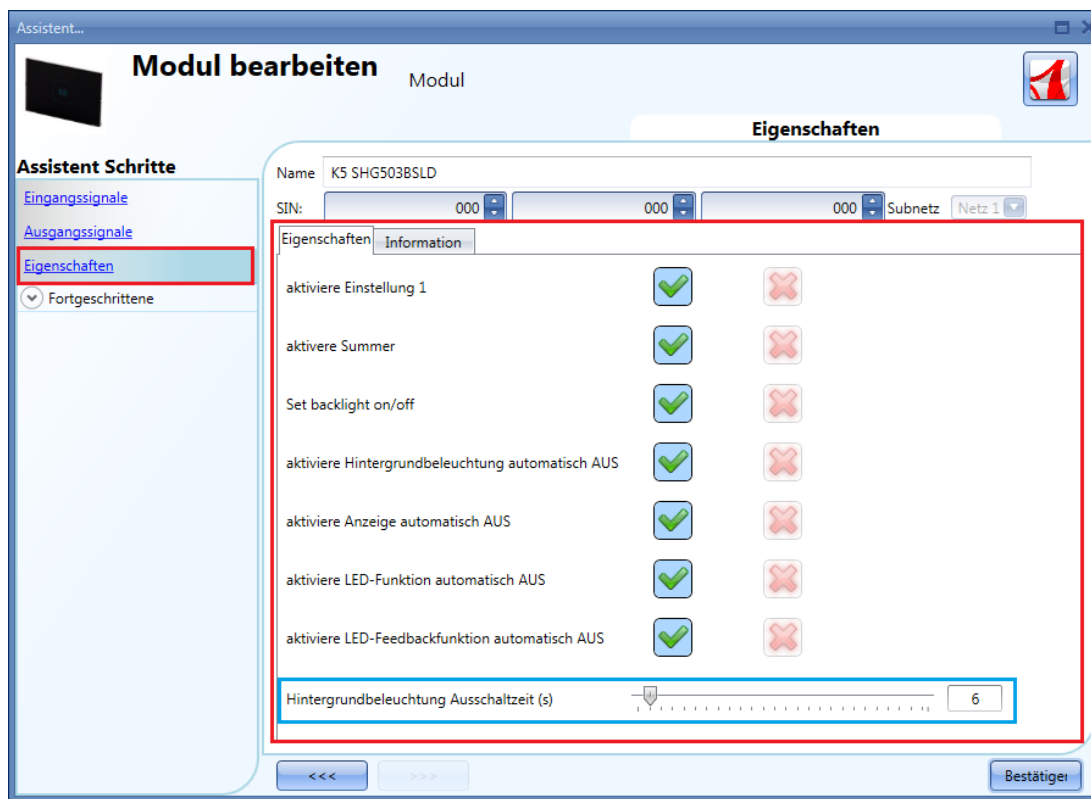 Assistent...
Modul bearbeiten Modul
Eigenschaften
Assistent Schritte
Eingangssignale
Ausgangssignale
Eigenschaften
Fortgeschrittene
Name K5 SHG503BSLD
SIN: 000 000 000 Subnetz Netz 1
Eigenschaften Information
aktiviere Einstellung 1
aktivere Summer
Set backlight on/off
aktiviere Hintergrundbeleuchtung automatisch AUS
aktiviere Anzeige automatisch AUS
aktiviere LED-Funktion automatisch AUS
aktiviere LED-Feedbackfunktion automatisch AUS
Hintergrundbeleuchtung Ausschaltzeit (s) 6
<<< >>> Bestätiger